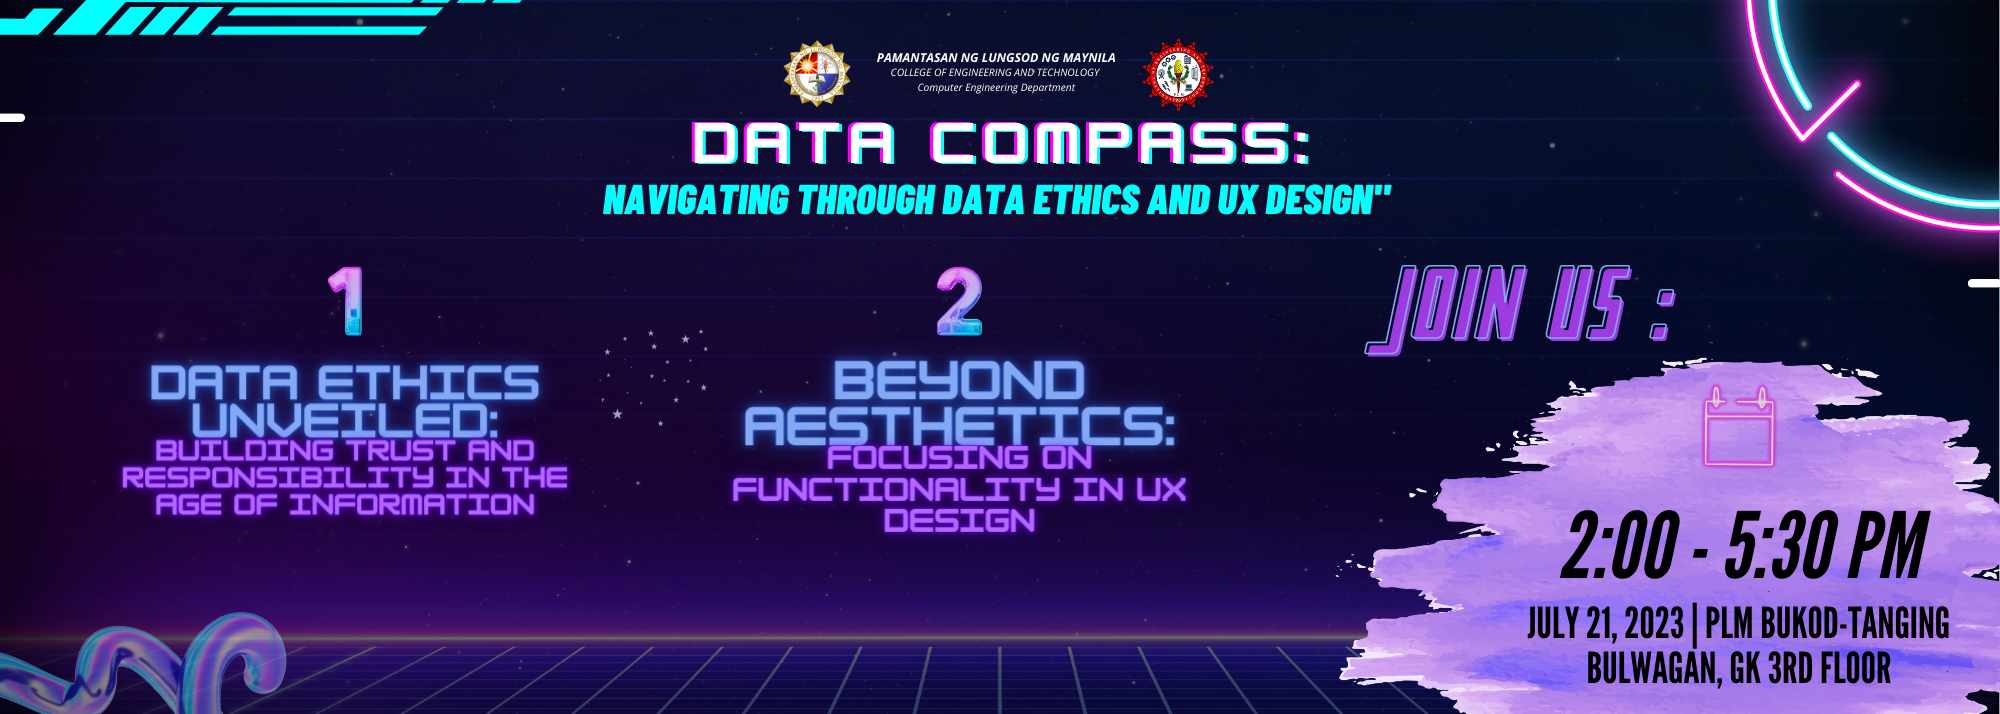 PAMANTASAN NG LUNGSOD NG MAYNILA
COLLEGE OF ENGINEERING AND TECHNOLOGY
Computer Engineering Department
DATA COMPASS:
NAVIGATING THROUGH DATA ETHICS AND UX DESIGN"
1
DATA ETHICS
UNVEILED:
BUILDING TRUST AND
RESPONSIBILITY IN THE
AGE OF INFORMATION
2
BEYOND
AESTHETICS:
FOCUSING ON
FUNCTIONALITY IN UX
DESIGN
JOIN US :
2:00 - 5:30 PM
JULY 21, 2023 | PLM BUKOD-TANGING
BULWAGAN, GK 3RD FLOOR